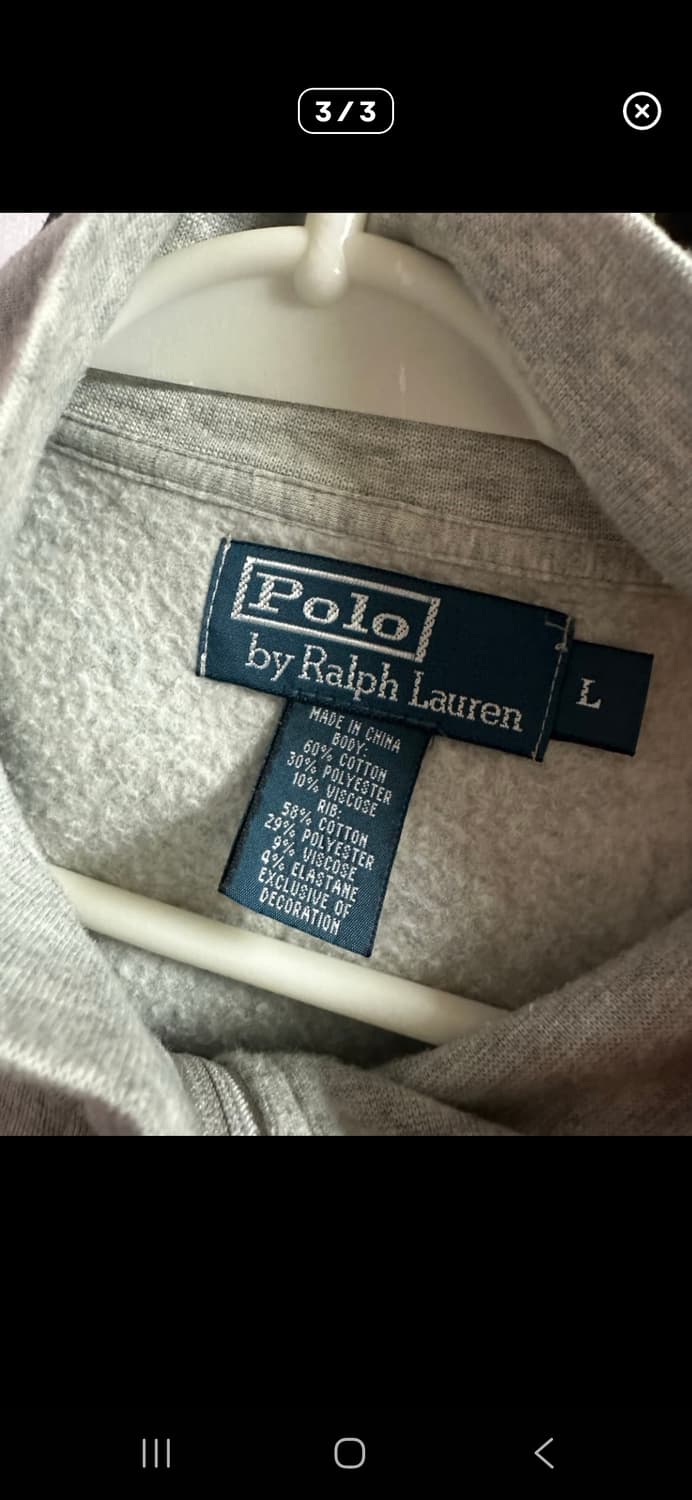 3/3
Polo
by Ralph Lauren
L
MADE IN CHINA
BODY:
60% COTTON
30% POLYESTER
10% VISCOSE
RIB:
58% COTTON
29% POLYESTER
9% VISCOSE
4% ELASTANE
EXCLUSIVE OF
DECORATION